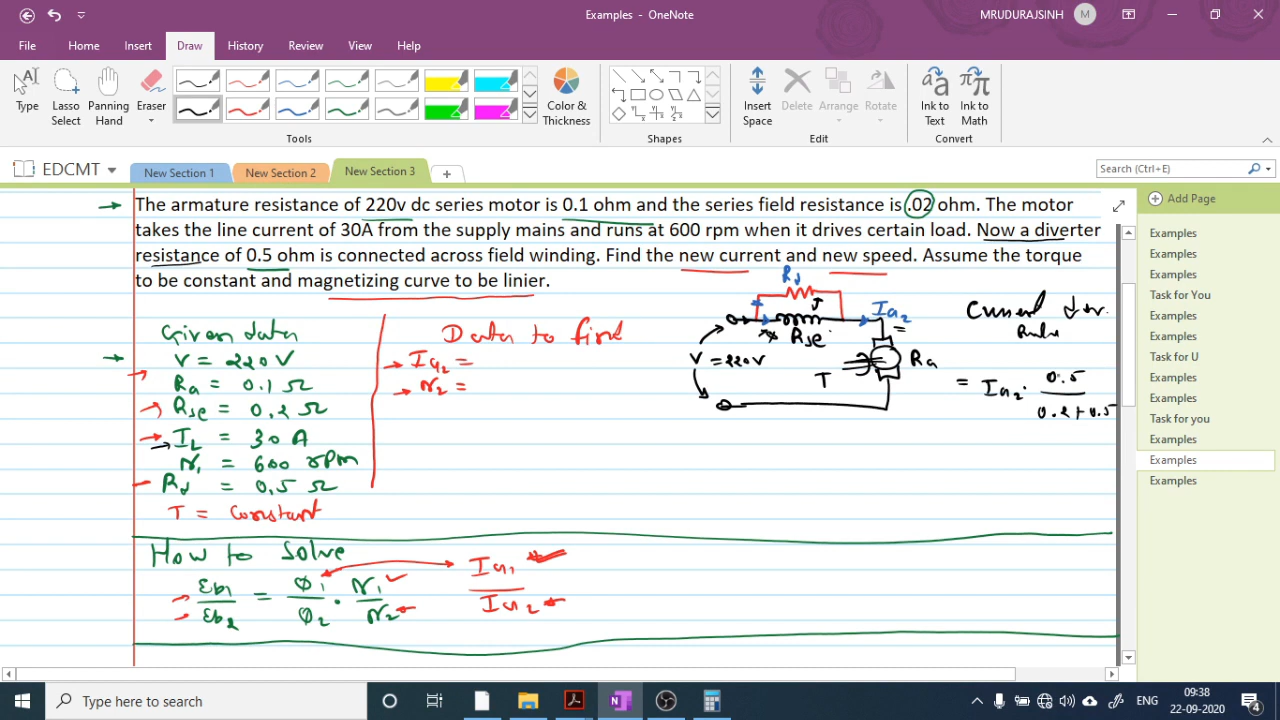 Examples - OneNote
MRUDURAJSINH
M
File Home Insert Draw History Review View Help
Type
Lasso Select
Panning Hand
Eraser
Color & Thickness
Insert Space
Delete
Arrange
Rotate
Ink to Text
Ink to Math
Tools
Shapes
Edit
Convert
EDCMT
New Section 1
New Section 2
New Section 3
Search (Ctrl+E)
The armature resistance of 220v dc series motor is 0.1 ohm and the series field resistance is .02 ohm. The motor
takes the line current of 30A from the supply mains and runs at 600 rpm when it drives certain load. Now a diverter
resistance of 0.5 ohm is connected across field winding. Find the new current and new speed. Assume the torque
to be constant and magnetizing curve to be linier.
Given data
V = 220 V
Ra = 0.1 Ω
Rse = 0.2 Ω
IL = 30 A
N1 = 600 rpm
Rd = 0.5 Ω
T = Constant
Data to find
Ia2 =
N2 =
Rd
Ia2
Rse
V = 220V
T
Ra
Current
Rule
= Ia2 · 0.5
0.2 + 0.5
How to Solve
Eb1 / Eb2 = Φ1 / Φ2 · N1 / N2
Ia1
Ia2
Add Page
Examples
Examples
Examples
Task for You
Examples
Examples
Task for U
Examples
Examples
Task for you
Examples
Examples
Examples
Type here to search
ENG
09:38
22-09-2020
4